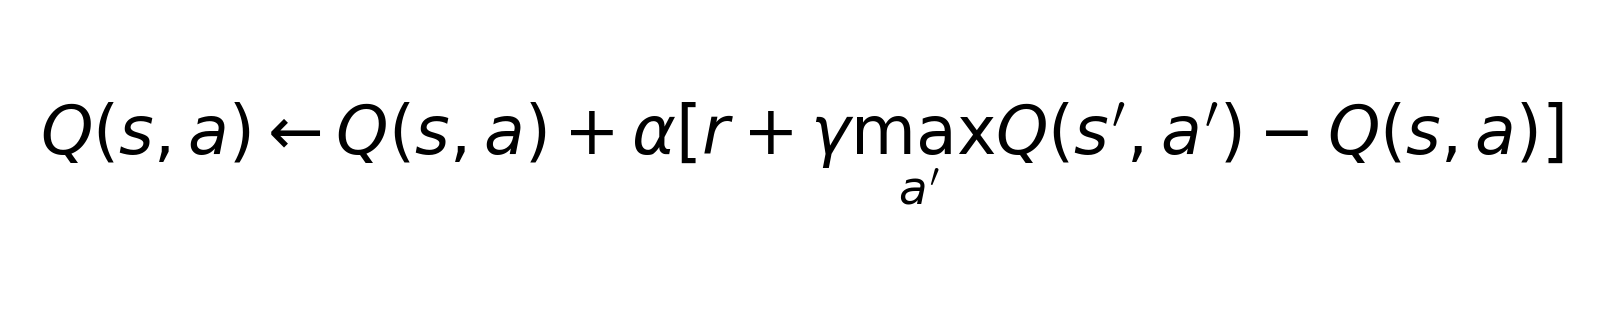 Q(s, a) ← Q(s, a) + α[r + γ max_{a′} Q(s′, a′) − Q(s, a)]